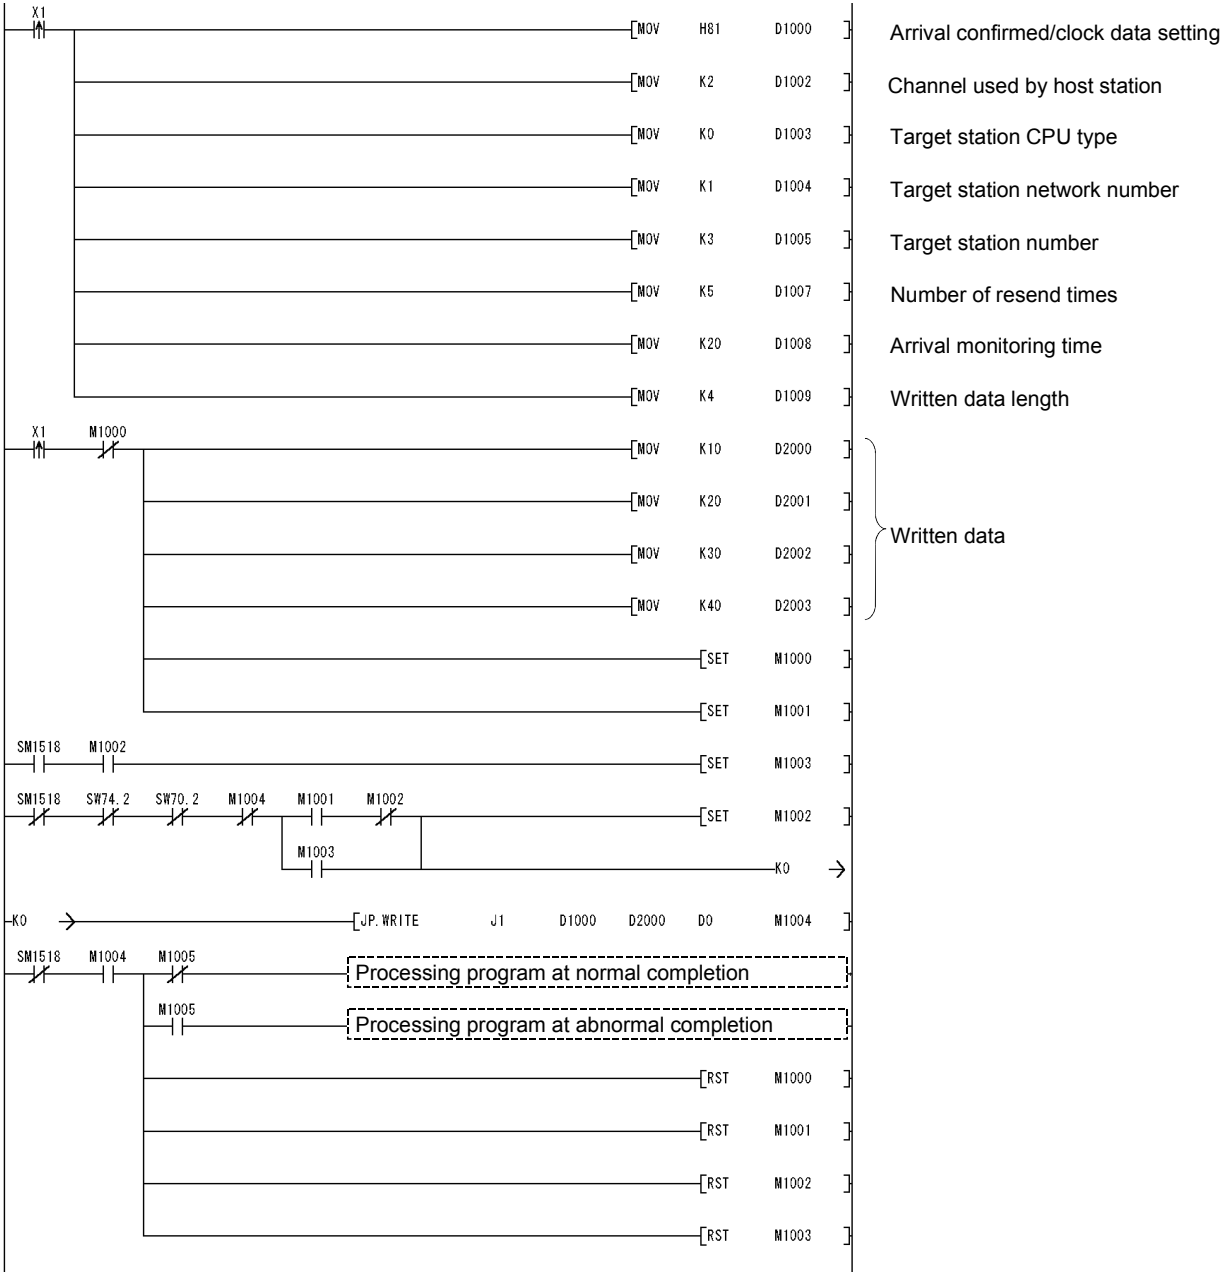 X1
[MOV H81 D1000 ] Arrival confirmed/clock data setting
[MOV K2 D1002 ] Channel used by host station
[MOV K0 D1003 ] Target station CPU type
[MOV K1 D1004 ] Target station network number
[MOV K3 D1005 ] Target station number
[MOV K5 D1007 ] Number of resend times
[MOV K20 D1008 ] Arrival monitoring time
[MOV K4 D1009 ] Written data length
X1 M1000
[MOV K10 D2000 ]
[MOV K20 D2001 ]
Written data
[MOV K30 D2002 ]
[MOV K40 D2003 ]
[SET M1000 ]
[SET M1001 ]
SM1518 M1002
[SET M1003 ]
SM1518 SW74.2 SW70.2 M1004 M1001 M1002
[SET M1002 ]
M1003
K0
K0 [JP.WRITE J1 D1000 D2000 D0 M1004 ]
SM1518 M1004 M1005
Processing program at normal completion
M1005
Processing program at abnormal completion
[RST M1000 ]
[RST M1001 ]
[RST M1002 ]
[RST M1003 ]